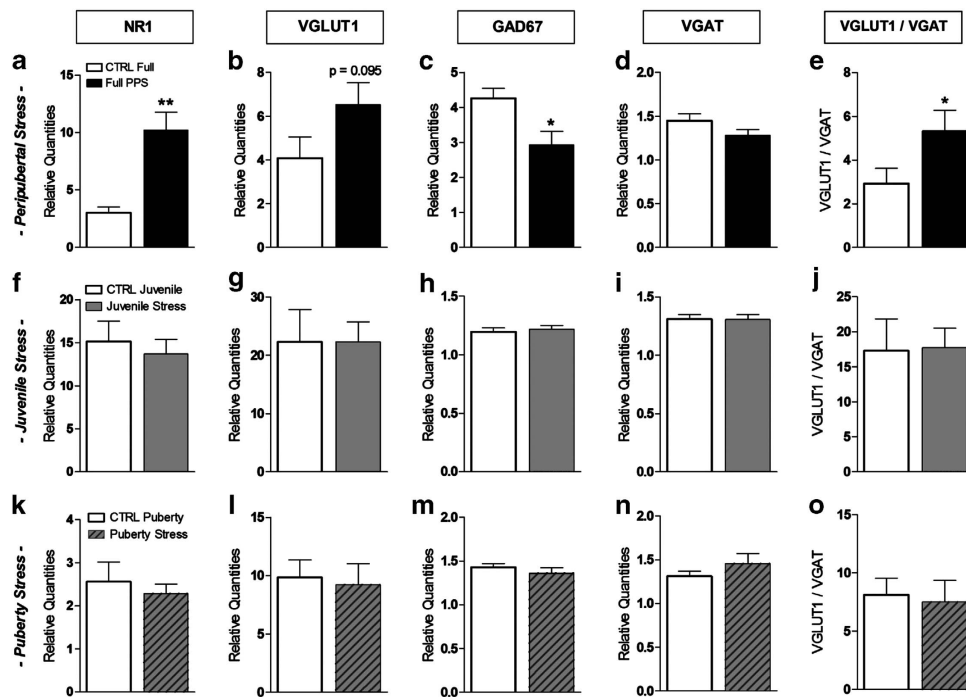 NR1
VGLUT1
GAD67
VGAT
VGLUT1 / VGAT
- Peripubertal Stress -
a
CTRL Full
Full PPS
**
Relative Quantities
15
10
5
0
b
p = 0.095
Relative Quantities
8
6
4
2
0
c
*
Relative Quantities
5
4
3
2
1
0
d
Relative Quantities
2.0
1.5
1.0
0.5
0.0
e
*
VGLUT1 / VGAT
8
6
4
2
0
- Juvenile Stress -
f
CTRL Juvenile
Juvenile Stress
Relative Quantities
20
15
10
5
0
g
Relative Quantities
30
20
10
0
h
Relative Quantities
1.5
1.0
0.5
0.0
i
Relative Quantities
1.5
1.0
0.5
0.0
j
VGLUT1 / VGAT
25
20
15
10
5
0
- Puberty Stress -
k
CTRL Puberty
Puberty Stress
Relative Quantities
4
3
2
1
0
l
Relative Quantities
15
10
5
0
m
Relative Quantities
2.0
1.5
1.0
0.5
0.0
n
Relative Quantities
2.0
1.5
1.0
0.5
0.0
o
VGLUT1 / VGAT
15
10
5
0